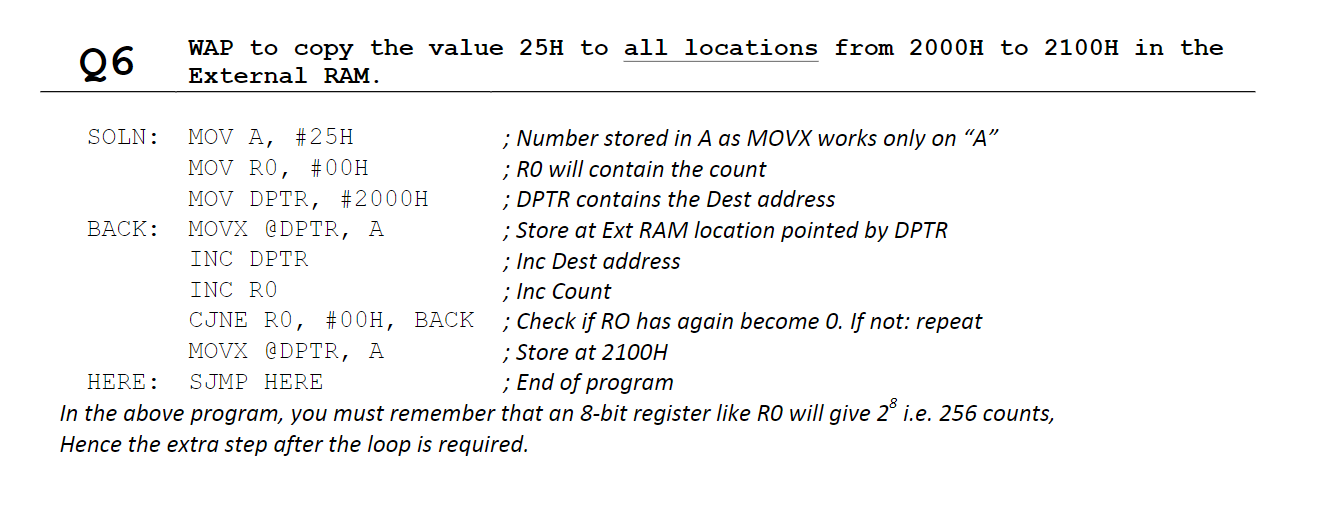 Q6 WAP to copy the value 25H to all locations from 2000H to 2100H in the
External RAM.
SOLN: MOV A, #25H ; Number stored in A as MOVX works only on “A”
MOV R0, #00H ; R0 will contain the count
MOV DPTR, #2000H ; DPTR contains the Dest address
BACK: MOVX @DPTR, A ; Store at Ext RAM location pointed by DPTR
INC DPTR ; Inc Dest address
INC R0 ; Inc Count
CJNE R0, #00H, BACK ; Check if RO has again become 0. If not: repeat
MOVX @DPTR, A ; Store at 2100H
HERE: SJMP HERE ; End of program
In the above program, you must remember that an 8-bit register like R0 will give 2⁸ i.e. 256 counts,
Hence the extra step after the loop is required.